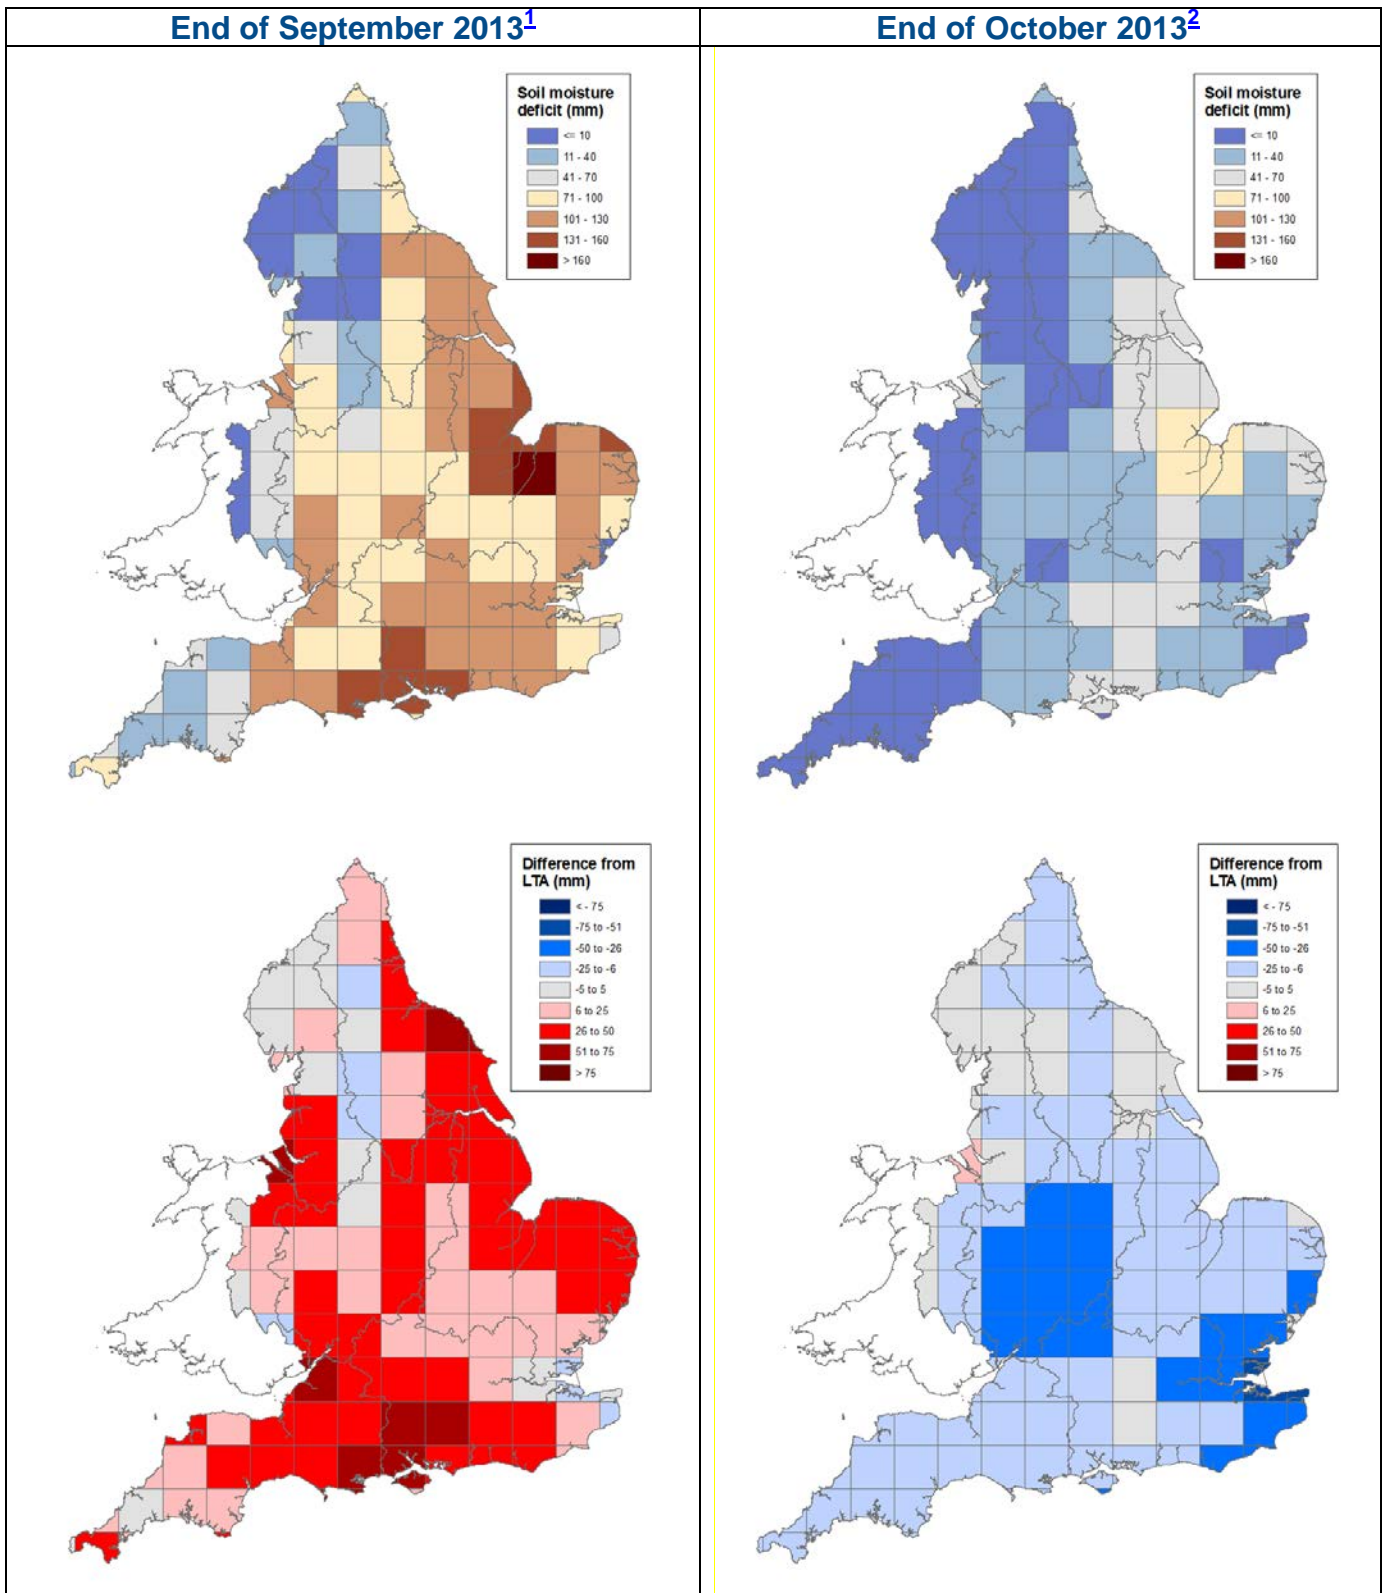 End of September 2013¹
End of October 2013²
Soil moisture
deficit (mm)
<= 10
11 - 40
41 - 70
71 - 100
101 - 130
131 - 160
> 160
Soil moisture
deficit (mm)
<= 10
11 - 40
41 - 70
71 - 100
101 - 130
131 - 160
> 160
Difference from
LTA (mm)
< - 75
-75 to -51
-50 to -26
-25 to -6
-5 to 5
6 to 25
26 to 50
51 to 75
> 75
Difference from
LTA (mm)
< - 75
-75 to -51
-50 to -26
-25 to -6
-5 to 5
6 to 25
26 to 50
51 to 75
> 75